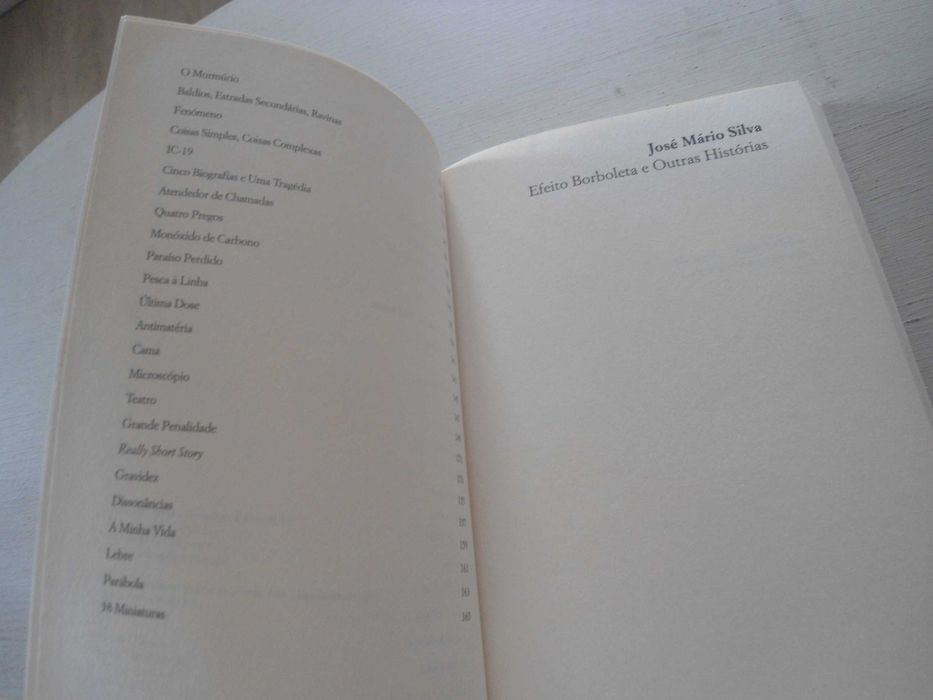 O Murmúrio
Baldios, Estradas Secundárias, Ravinas
Fenómeno
Coisas Simples, Coisas Complexas
IC-19
Cinco Biografias e Uma Tragédia
Atendedor de Chamadas
Quatro Pregos
Monóxido de Carbono
Paraíso Perdido
Pesca à Linha
Última Dose
Antimatéria
Cama
Microscópio
Teatro
Grande Penalidade
Really Short Story
Gravidez
Dissonâncias
A Minha Vida
Lebre
Parábola
Miniaturas
José Mário Silva
Efeito Borboleta e Outras Histórias